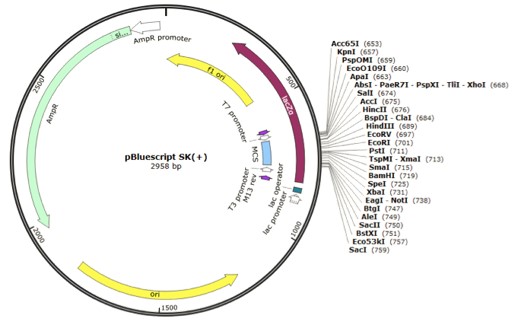 AmpR promoter
si...
f1 ori
500
lacZα
2500
AmpR
T7 promoter
MCS
T3 promoter
M13 rev
lac operator
lac promoter
pBluescript SK(+)
2958 bp
2000
ori
1500
1000
Acc65I (653)
KpnI (657)
PspOMI (659)
EcoO109I (660)
ApaI (663)
AbsI - PaeR7I - PspXI - TliI - XhoI (668)
SalI (674)
AccI (675)
HincII (676)
BspDI - ClaI (684)
HindIII (689)
EcoRV (697)
EcoRI (701)
PstI (711)
TspMI - XmaI (713)
SmaI (715)
BamHI (719)
SpeI (725)
XbaI (731)
EagI - NotI (738)
BtgI (747)
AleI (749)
SacII (750)
BstXI (751)
Eco53kI (757)
SacI (759)